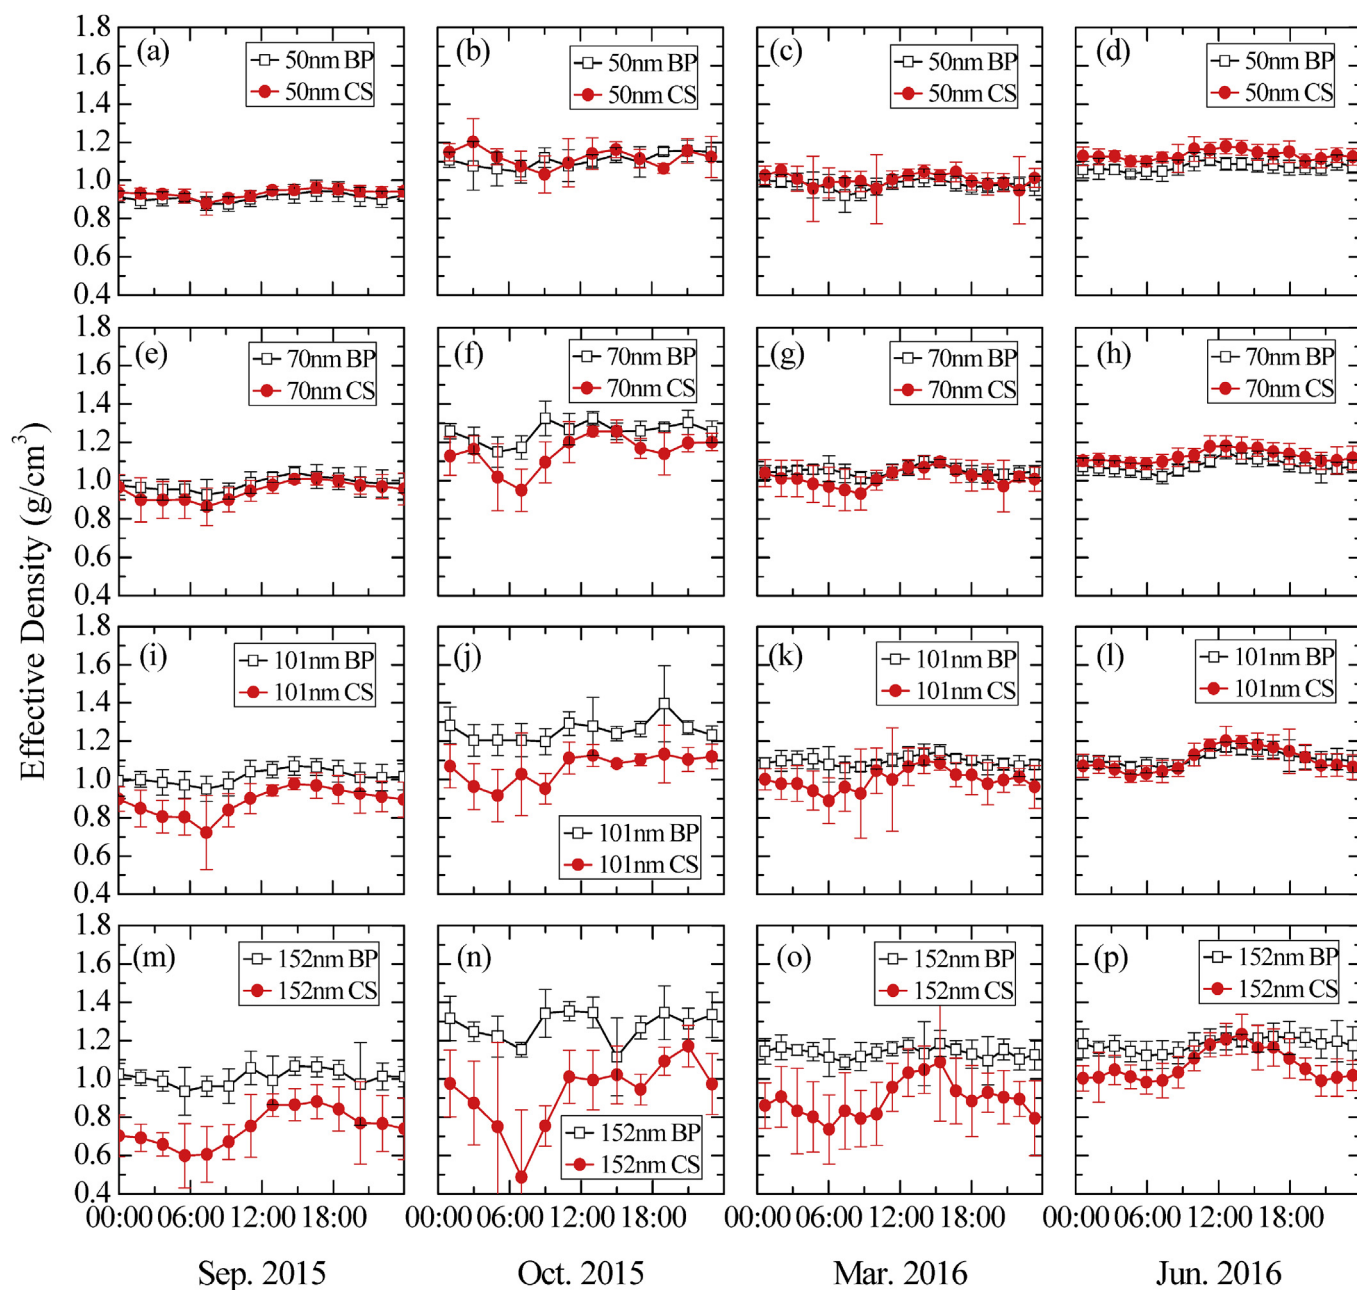 Effective Density (g/cm³)
1.8
1.6
1.4
1.2
1.0
0.8
0.6
0.4
(a)
50nm BP
50nm CS
(b)
50nm BP
50nm CS
(c)
50nm BP
50nm CS
(d)
50nm BP
50nm CS
1.8
1.6
1.4
1.2
1.0
0.8
0.6
0.4
(e)
70nm BP
70nm CS
(f)
70nm BP
70nm CS
(g)
70nm BP
70nm CS
(h)
70nm BP
70nm CS
1.8
1.6
1.4
1.2
1.0
0.8
0.6
0.4
(i)
101nm BP
101nm CS
(j)
101nm BP
101nm CS
(k)
101nm BP
101nm CS
(l)
101nm BP
101nm CS
1.8
1.6
1.4
1.2
1.0
0.8
0.6
0.4
(m)
152nm BP
152nm CS
(n)
152nm BP
152nm CS
(o)
152nm BP
152nm CS
(p)
152nm BP
152nm CS
00:00 06:00 12:00 18:00
00:00 06:00 12:00 18:00
00:00 06:00 12:00 18:00
00:00 06:00 12:00 18:00
Sep. 2015
Oct. 2015
Mar. 2016
Jun. 2016